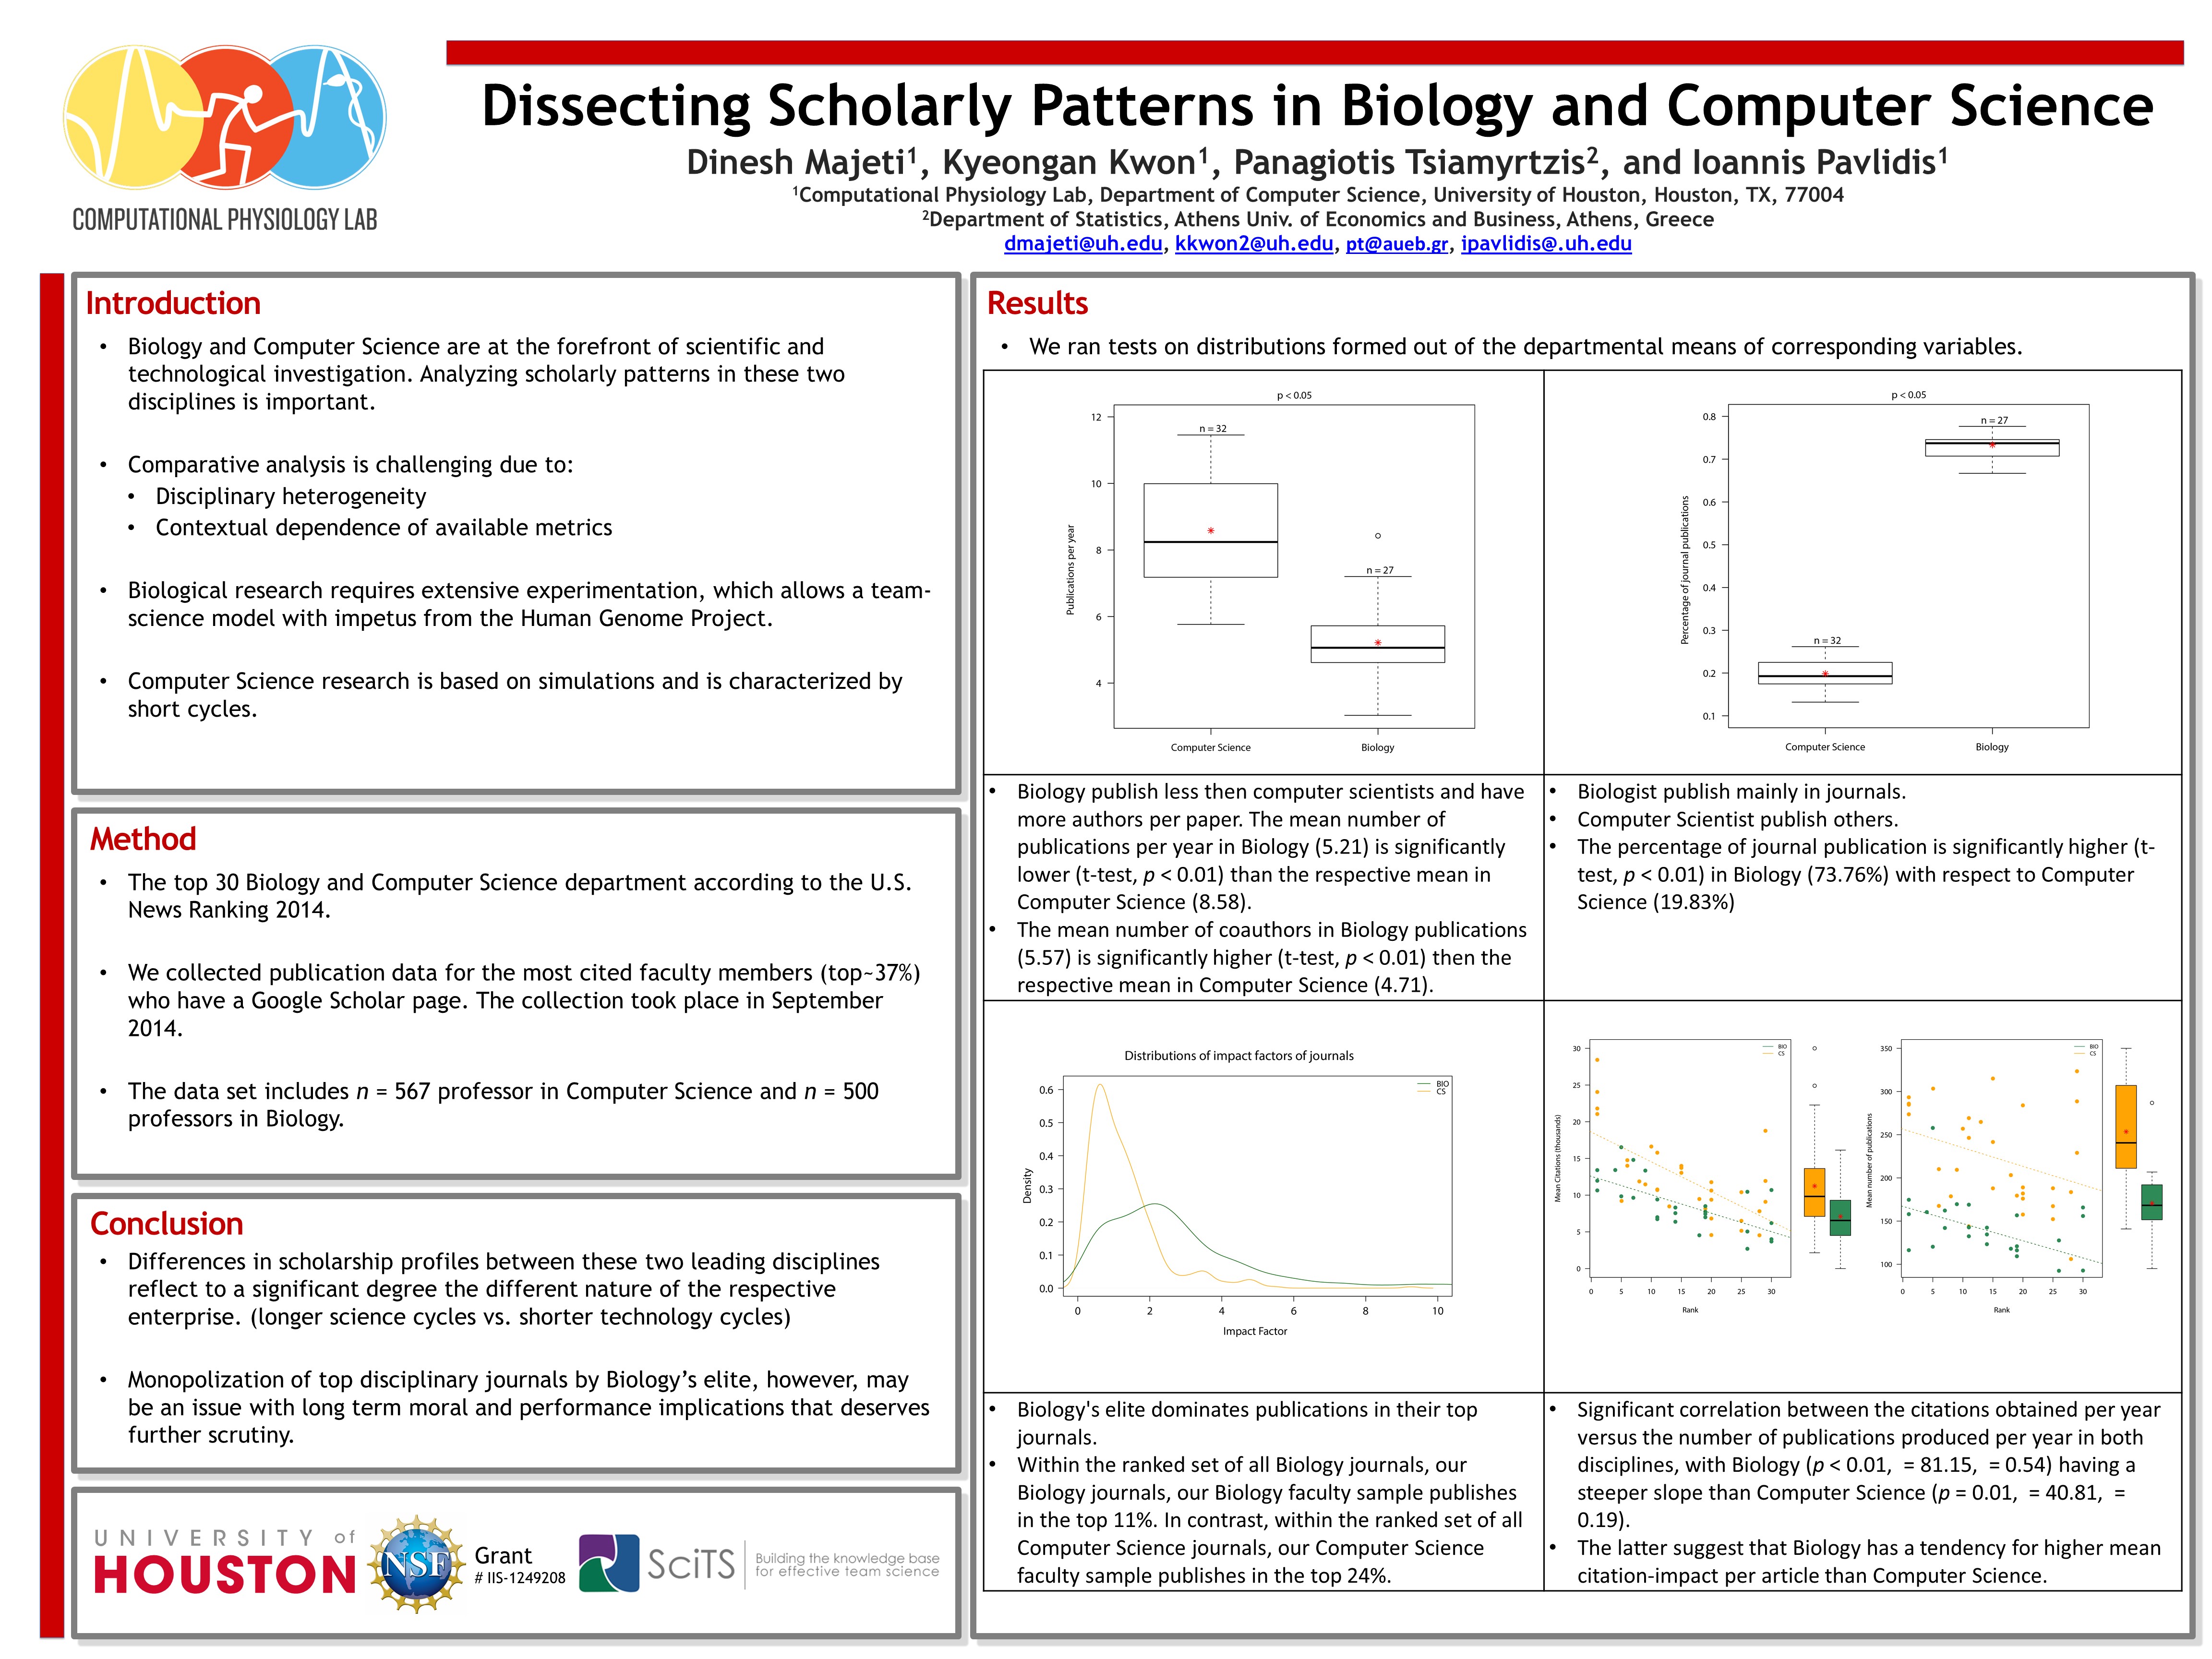 COMPUTATIONAL PHYSIOLOGY LAB
Dissecting Scholarly Patterns in Biology and Computer Science
Dinesh Majeti¹, Kyeongan Kwon¹, Panagiotis Tsiamyrtzis², and Ioannis Pavlidis¹
¹Computational Physiology Lab, Department of Computer Science, University of Houston, Houston, TX, 77004
²Department of Statistics, Athens Univ. of Economics and Business, Athens, Greece
dmajeti@uh.edu, kkwon2@uh.edu, pt@aueb.gr, ipavlidis@.uh.edu
Introduction
• Biology and Computer Science are at the forefront of scientific and
technological investigation. Analyzing scholarly patterns in these two
disciplines is important.
• Comparative analysis is challenging due to:
• Disciplinary heterogeneity
• Contextual dependence of available metrics
• Biological research requires extensive experimentation, which allows a team-
science model with impetus from the Human Genome Project.
• Computer Science research is based on simulations and is characterized by
short cycles.
Method
• The top 30 Biology and Computer Science department according to the U.S.
News Ranking 2014.
• We collected publication data for the most cited faculty members (top~37%)
who have a Google Scholar page. The collection took place in September
2014.
• The data set includes n = 567 professor in Computer Science and n = 500
professors in Biology.
Conclusion
• Differences in scholarship profiles between these two leading disciplines
reflect to a significant degree the different nature of the respective
enterprise. (longer science cycles vs. shorter technology cycles)
• Monopolization of top disciplinary journals by Biology’s elite, however, may
be an issue with long term moral and performance implications that deserves
further scrutiny.
UNIVERSITY of
HOUSTON
NSF
Grant
# IIS-1249208
SciTS
Building the knowledge base
for effective team science
Results
• We ran tests on distributions formed out of the departmental means of corresponding variables.
p < 0.05
Publications per year
12
10
8
6
4
n = 32
n = 27
Computer Science
Biology
p < 0.05
Percentage of journal publications
0.8
0.7
0.6
0.5
0.4
0.3
0.2
0.1
n = 27
n = 32
Computer Science
Biology
• Biology publish less then computer scientists and have
more authors per paper. The mean number of
publications per year in Biology (5.21) is significantly
lower (t-test, p < 0.01) than the respective mean in
Computer Science (8.58).
• The mean number of coauthors in Biology publications
(5.57) is significantly higher (t-test, p < 0.01) then the
respective mean in Computer Science (4.71).
• Biologist publish mainly in journals.
• Computer Scientist publish others.
• The percentage of journal publication is significantly higher (t-
test, p < 0.01) in Biology (73.76%) with respect to Computer
Science (19.83%)
Distributions of impact factors of journals
BIO
CS
Density
0.6
0.5
0.4
0.3
0.2
0.1
0.0
0 2 4 6 8 10
Impact Factor
BIO
CS
Mean Citations (thousands)
30
25
20
15
10
5
0
0 5 10 15 20 25 30
Rank
BIO
CS
Mean number of publications
350
300
250
200
150
100
0 5 10 15 20 25 30
Rank
• Biology's elite dominates publications in their top
journals.
• Within the ranked set of all Biology journals, our
Biology journals, our Biology faculty sample publishes
in the top 11%. In contrast, within the ranked set of all
Computer Science journals, our Computer Science
faculty sample publishes in the top 24%.
• Significant correlation between the citations obtained per year
versus the number of publications produced per year in both
disciplines, with Biology (p < 0.01, = 81.15, = 0.54) having a
steeper slope than Computer Science (p = 0.01, = 40.81, =
0.19).
• The latter suggest that Biology has a tendency for higher mean
citation-impact per article than Computer Science.